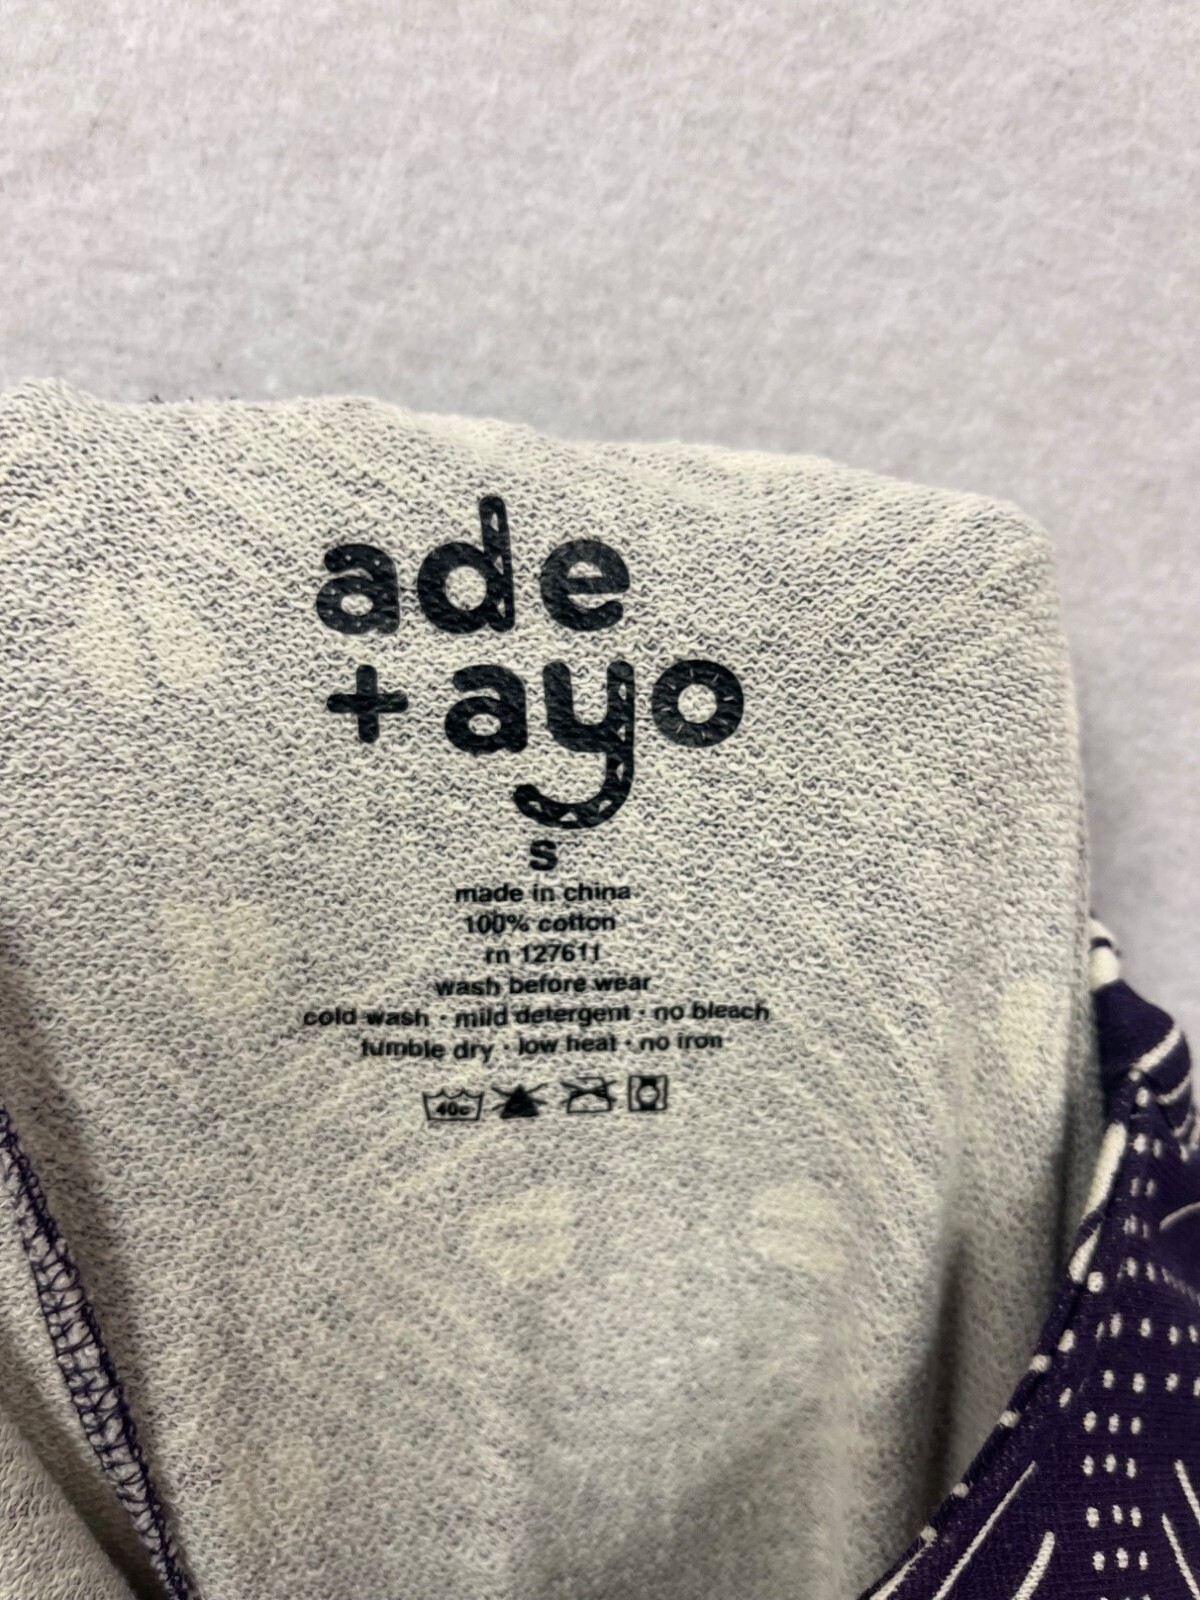 ade
+ ayo
s
made in china
100% cotton
rn 127611
wash before wear
cold wash · mild detergent · no bleach
tumble dry · low heat · no iron
40c